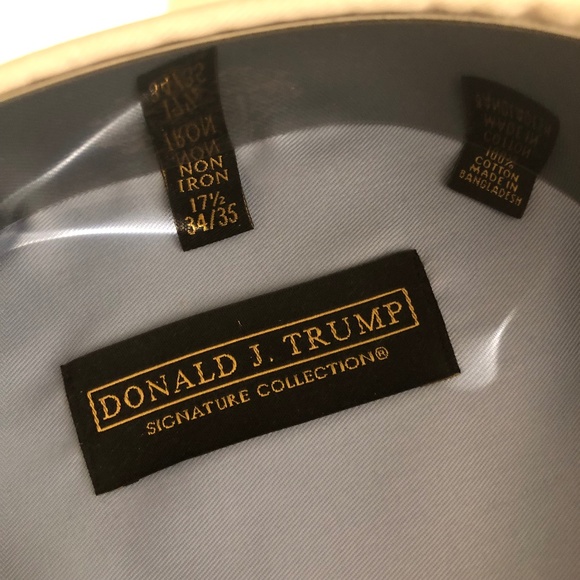 NON
IRON
17½
34/35
100%
COTTON
MADE IN
BANGLADESH
DONALD J. TRUMP
SIGNATURE COLLECTION®